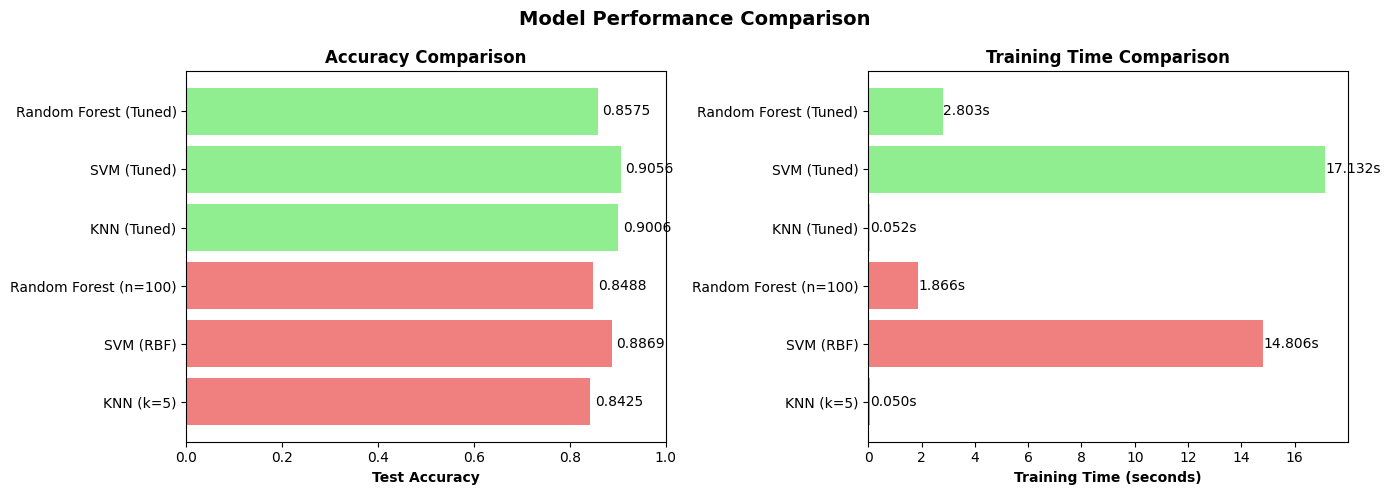 Model Performance Comparison
Accuracy Comparison
Random Forest (Tuned) 0.8575
SVM (Tuned) 0.9056
KNN (Tuned) 0.9006
Random Forest (n=100) 0.8488
SVM (RBF) 0.8869
KNN (k=5) 0.8425
0.0 0.2 0.4 0.6 0.8 1.0
Test Accuracy
Training Time Comparison
Random Forest (Tuned) 2.803s
SVM (Tuned) 17.132s
KNN (Tuned) 0.052s
Random Forest (n=100) 1.866s
SVM (RBF) 14.806s
KNN (k=5) 0.050s
0 2 4 6 8 10 12 14 16
Training Time (seconds)